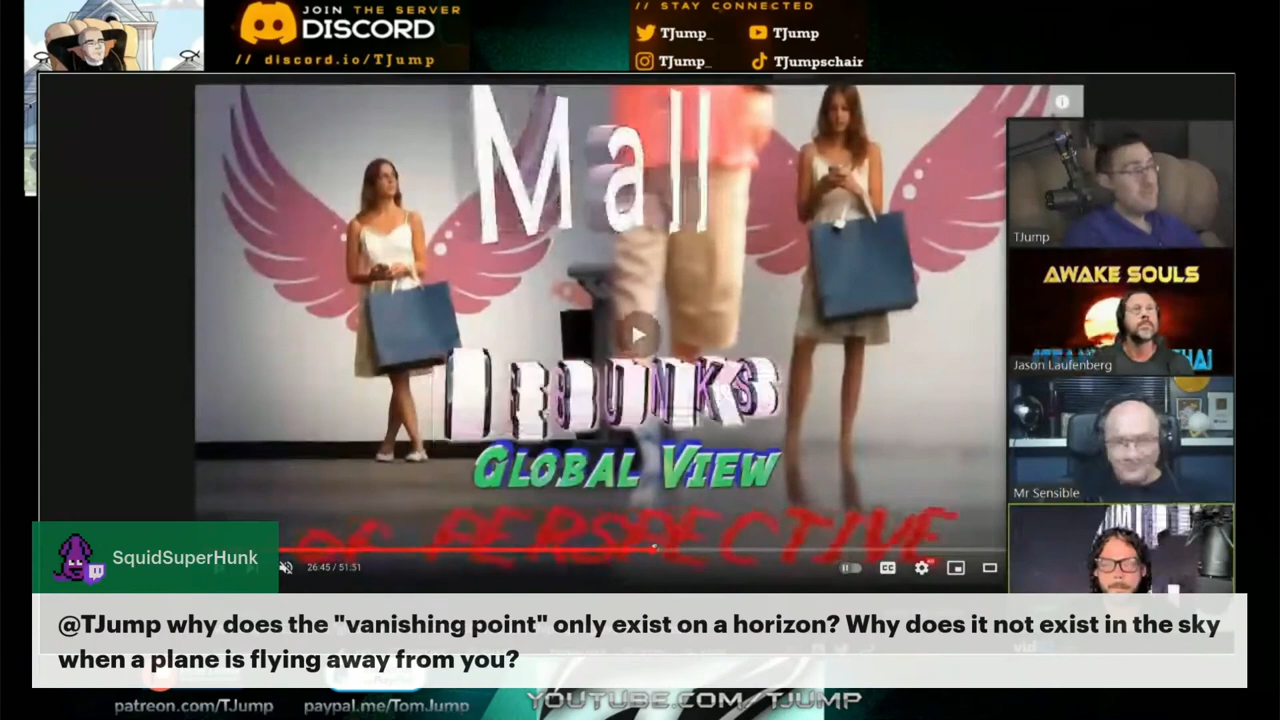 JOIN THE SERVER
DISCORD
// discord.io/TJump
// STAY CONNECTED
TJump_
TJump
TJump_
TJumpschair
Mall
DEBUNKS
GLOBAL VIEW
of PERSPECTIVE
TJump
AWAKE SOULS
Jason Laufenberg
Mr Sensible
26:45 / 51:51
CC
SquidSuperHunk
@TJump why does the "vanishing point" only exist on a horizon? Why does it not exist in the sky
when a plane is flying away from you?
patreon.com/TJump
paypal.me/TomJump
YOUTUBE.COM/TJUMP